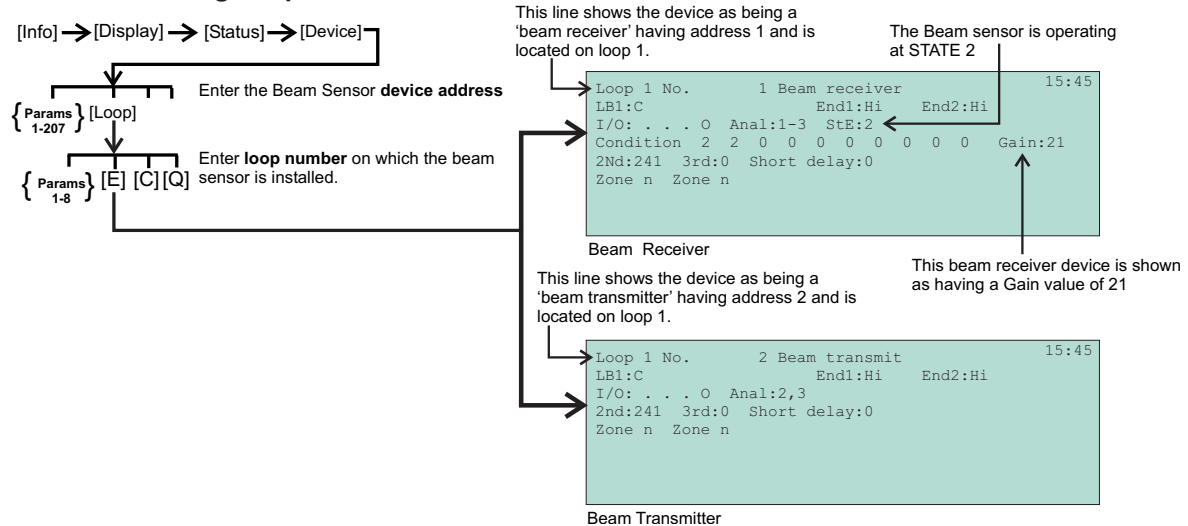 [Info] [Display] [Status] [Device]
Enter the Beam Sensor device address
{ Params 1-207 } [Loop]
Enter loop number on which the beam sensor is installed.
{ Params 1-8 } [E] [C] [Q]
This line shows the device as being a
'beam receiver' having address 1 and is
located on loop 1.
The Beam sensor is operating
at STATE 2
Loop 1 No. 1 Beam receiver 15:45
LB1:C End1:Hi End2:Hi
I/O: . . . O Anal:1-3 StE:2
Condition 2 2 0 0 0 0 0 0 0 0 Gain:21
2Nd:241 3rd:0 Short delay:0
Zone n Zone n
Beam Receiver
This beam receiver device is shown
as having a Gain value of 21
This line shows the device as being a
'beam transmitter' having address 2 and is
located on loop 1.
Loop 1 No. 2 Beam transmit 15:45
LB1:C End1:Hi End2:Hi
I/O: . . . O Anal:2,3
2nd:241 3rd:0 Short delay:0
Zone n Zone n
Beam Transmitter